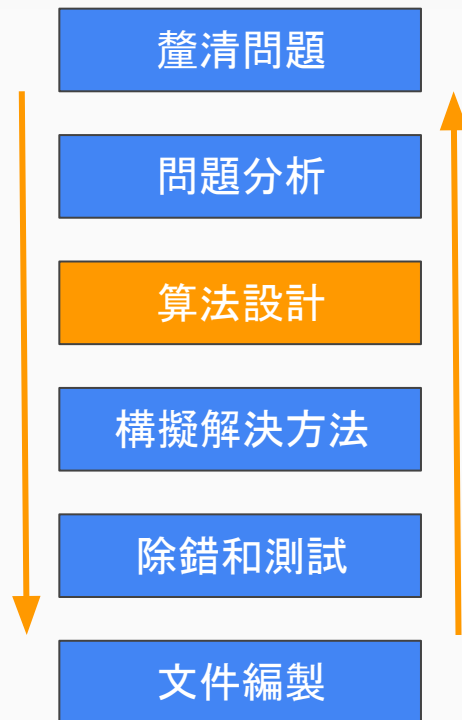 釐清問題
問題分析
算法設計
構擬解決方法
除錯和測試
文件編製